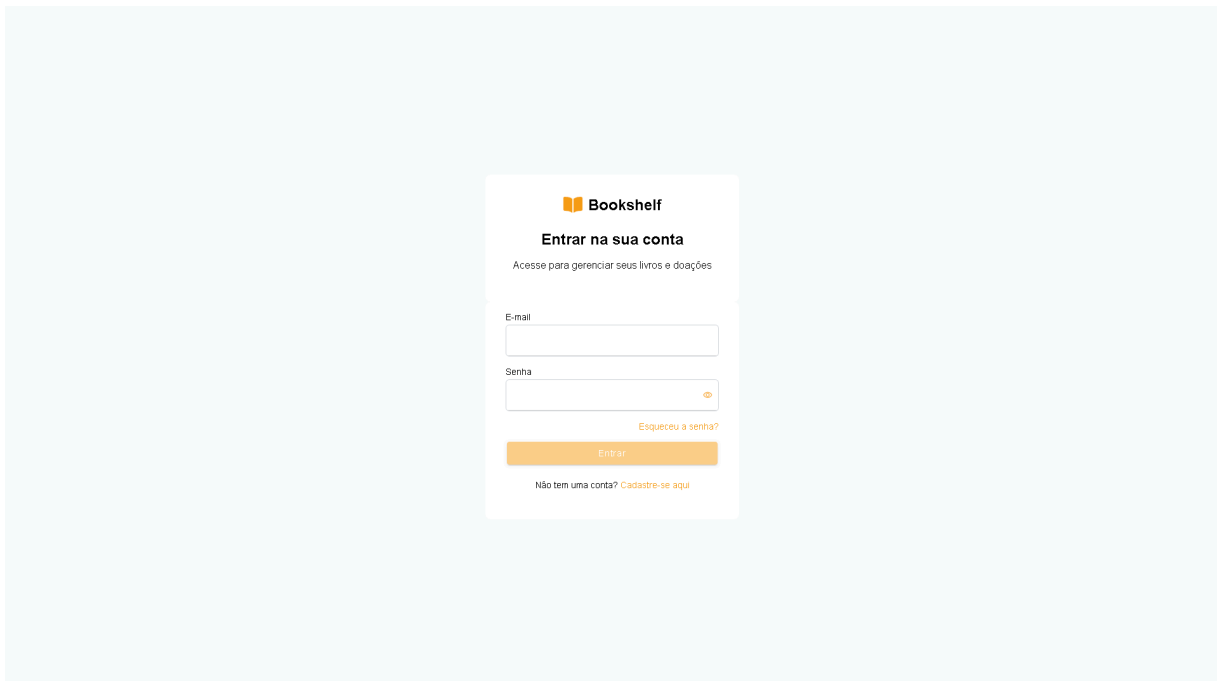 Bookshelf
Entrar na sua conta
Acesse para gerenciar seus livros e doações
E-mail
Senha
Esqueceu a senha?
Entrar
Não tem uma conta? Cadastre-se aqui